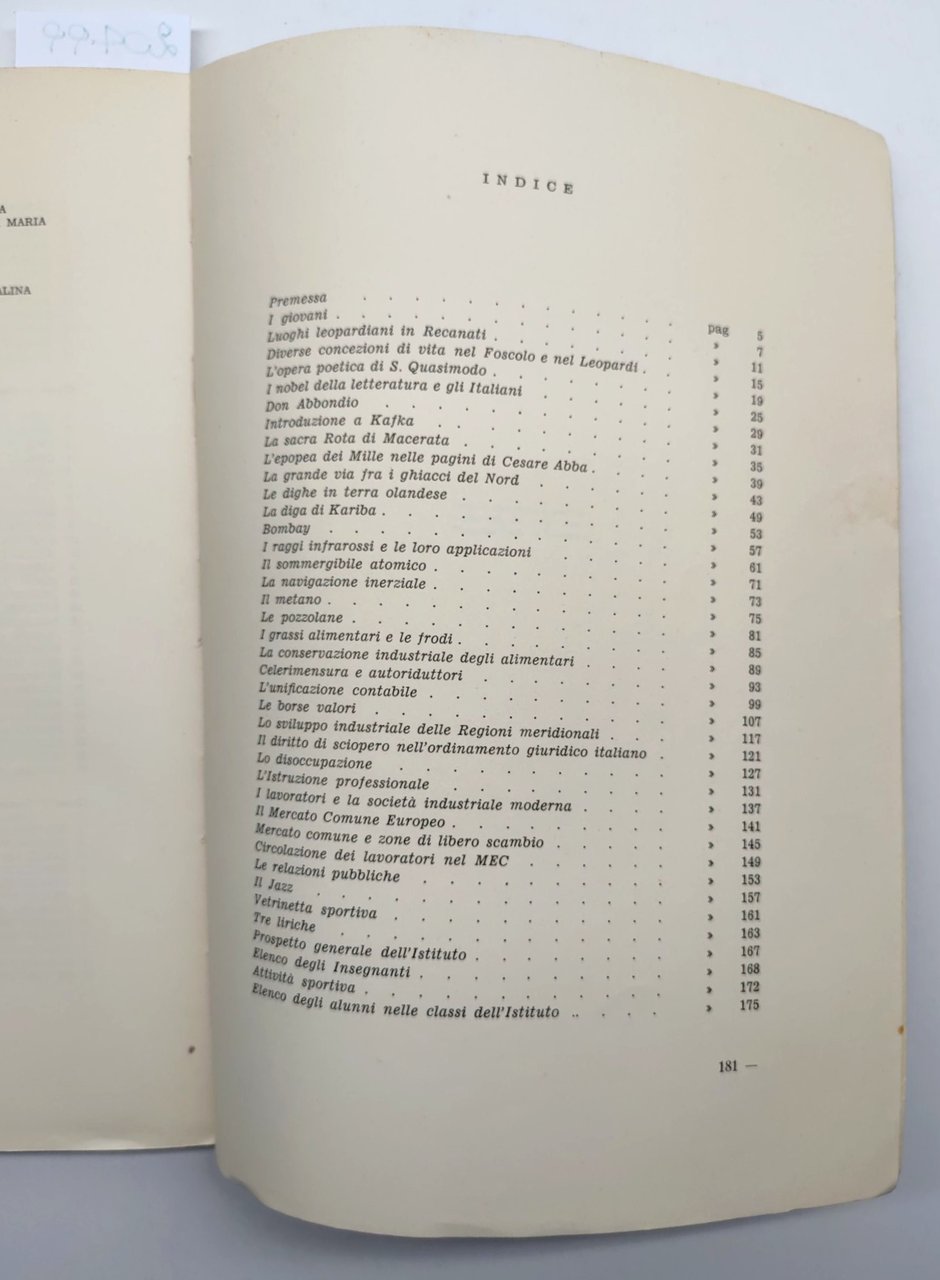 A
MARIA
ALINA
INDICE
Premessa . . . . . . . pag 5
I giovani . . . . . . . » 7
Luoghi leopardiani in Recanati . . . . . » 11
Diverse concezioni di vita nel Foscolo e nel Leopardi . . » 15
L'opera poetica di S. Quasimodo . . . . . » 19
I nobel della letteratura e gli Italiani . . . . » 25
Don Abbondio . . . . . . . » 29
Introduzione a Kafka . . . . . . » 31
La sacra Rota di Macerata . . . . . . » 35
L'epopea dei Mille nelle pagini di Cesare Abba . . . » 39
La grande via fra i ghiacci del Nord . . . . » 43
Le dighe in terra olandese . . . . . » 49
La diga di Kariba . . . . . . . » 53
Bombay . . . . . . . . » 57
I raggi infrarossi e le loro applicazioni . . . . » 61
Il sommergibile atomico . . . . . . » 71
La navigazione inerziale . . . . . . » 73
Il metano . . . . . . . . » 75
Le pozzolane . . . . . . . » 81
I grassi alimentari e le frodi . . . . . » 85
La conservazione industriale degli alimentari . . . » 89
Celerimensura e autoriduttori . . . . . » 93
L'unificazione contabile . . . . . . » 99
Le borse valori . . . . . . . » 107
Lo sviluppo industriale delle Regioni meridionali . . . » 117
Il diritto di sciopero nell'ordinamento giuridico italiano . » 121
Lo disoccupazione . . . . . . . » 127
L'Istruzione professionale . . . . . . » 131
I lavoratori e la società industriale moderna . . . » 137
Il Mercato Comune Europeo . . . . . . » 141
Mercato comune e zone di libero scambio . . . . » 145
Circolazione dei lavoratori nel MEC . . . . » 149
Le relazioni pubbliche . . . . . . » 153
Il Jazz . . . . . . . . » 157
Vetrinetta sportiva . . . . . . . » 161
Tre liriche . . . . . . . » 163
Prospetto generale dell'Istituto . . . . . » 167
Elenco degli Insegnanti . . . . . . » 168
Attività sportiva . . . . . . . » 172
Elenco degli alunni nelle classi dell'Istituto .. . . . » 175
181 —